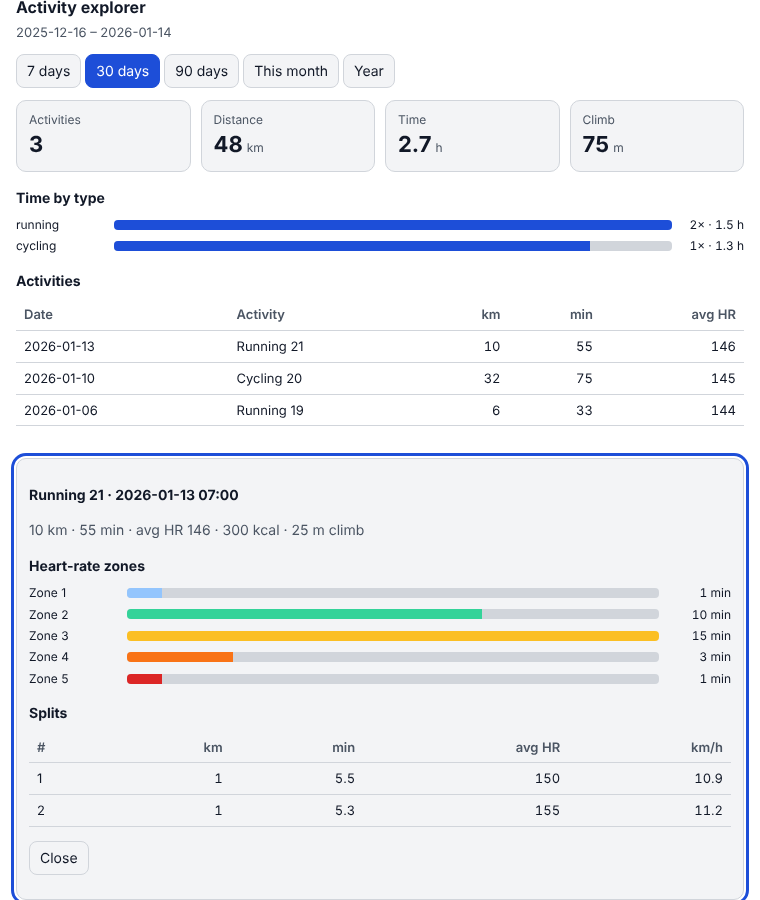 Activity explorer
2025-12-16 – 2026-01-14
7 days 30 days 90 days This month Year
Activities Distance Time Climb
3 48 km 2.7 h 75 m
Time by type
running 2× · 1.5 h
cycling 1× · 1.3 h
Activities
Date Activity km min avg HR
2026-01-13 Running 21 10 55 146
2026-01-10 Cycling 20 32 75 145
2026-01-06 Running 19 6 33 144
Running 21 · 2026-01-13 07:00
10 km · 55 min · avg HR 146 · 300 kcal · 25 m climb
Heart-rate zones
Zone 1 1 min
Zone 2 10 min
Zone 3 15 min
Zone 4 3 min
Zone 5 1 min
Splits
# km min avg HR km/h
1 1 5.5 150 10.9
2 1 5.3 155 11.2
Close